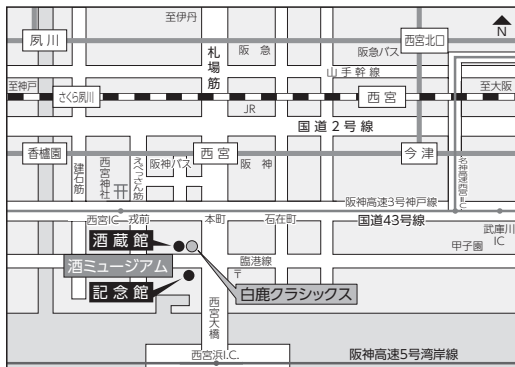 至伊丹
N
夙川
札場筋
阪急
阪急バス
西宮北口
山手幹線
至神戸
さくら夙川
JR
西宮
至大阪
国道2号線
香櫨園
建石筋
西宮神社
えべっさん筋
阪神バス
西宮
阪神
今津
名神高速西宮IC
阪神高速3号神戸線
西宮IC
戎前
本町
石在町
国道43号線
武庫川IC
甲子園
酒蔵館
酒ミュージアム
記念館
臨港線
〒
白鹿クラシックス
西宮大橋
西宮浜I.C.
阪神高速5号湾岸線